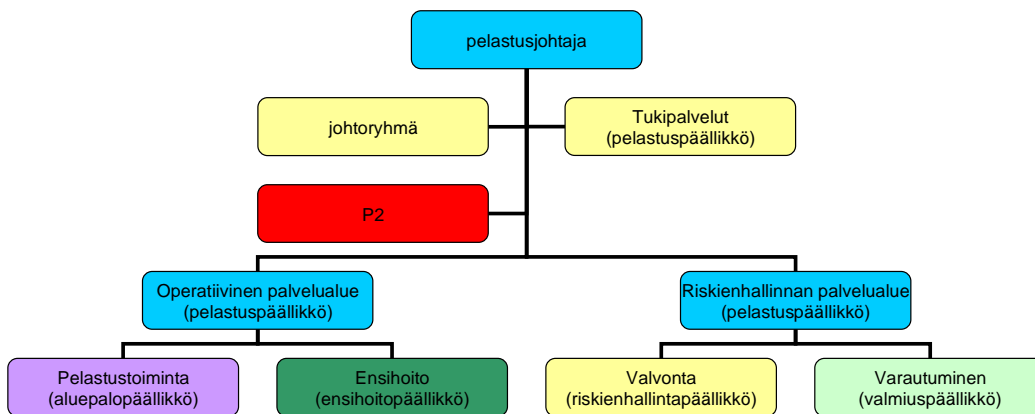 pelastusjohtaja
johtoryhmä
Tukipalvelut
(pelastuspäällikkö)
P2
Operatiivinen palvelualue
(pelastuspäällikkö)
Riskienhallinnan palvelualue
(pelastuspäällikkö)
Pelastustoiminta
(aluepalopäällikkö)
Ensihoito
(ensihoitopäällikkö)
Valvonta
(riskienhallintapäällikkö)
Varautuminen
(valmiuspäällikkö)